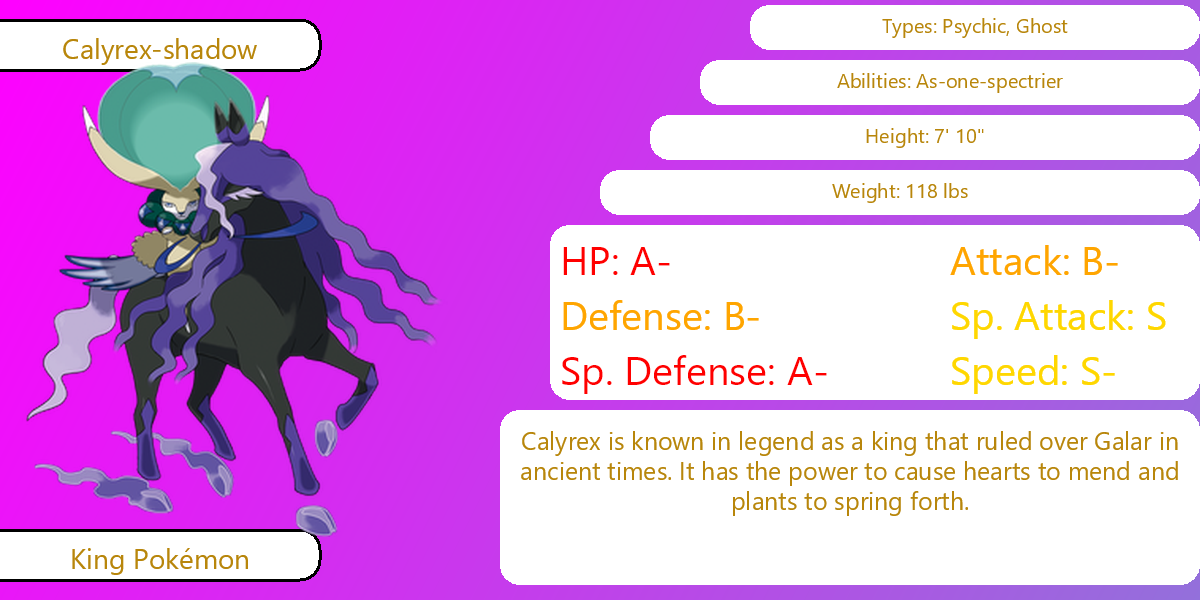 Calyrex-shadow
Types: Psychic, Ghost
Abilities: As-one-spectrier
Height: 7' 10"
Weight: 118 lbs
HP: A-
Attack: B-
Defense: B-
Sp. Attack: S
Sp. Defense: A-
Speed: S-
Calyrex is known in legend as a king that ruled over Galar in
ancient times. It has the power to cause hearts to mend and
plants to spring forth.
King Pokémon